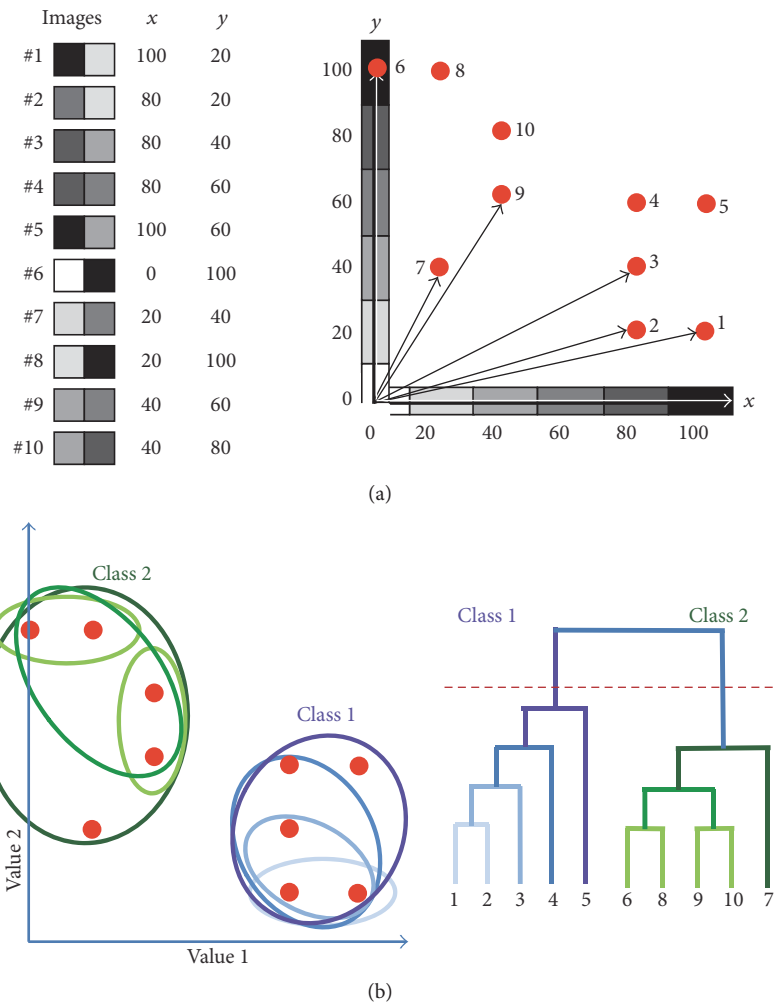 Images x y
#1 100 20
#2 80 20
#3 80 40
#4 80 60
#5 100 60
#6 0 100
#7 20 40
#8 20 100
#9 40 60
#10 40 80
y
100
80
60
40
20
0
6
8
10
9
4
5
7
3
2
1
x
0 20 40 60 80 100
(a)
Class 2
Class 1
Value 2
Value 1
Class 1
Class 2
1 2 3 4 5 6 8 9 10 7
(b)